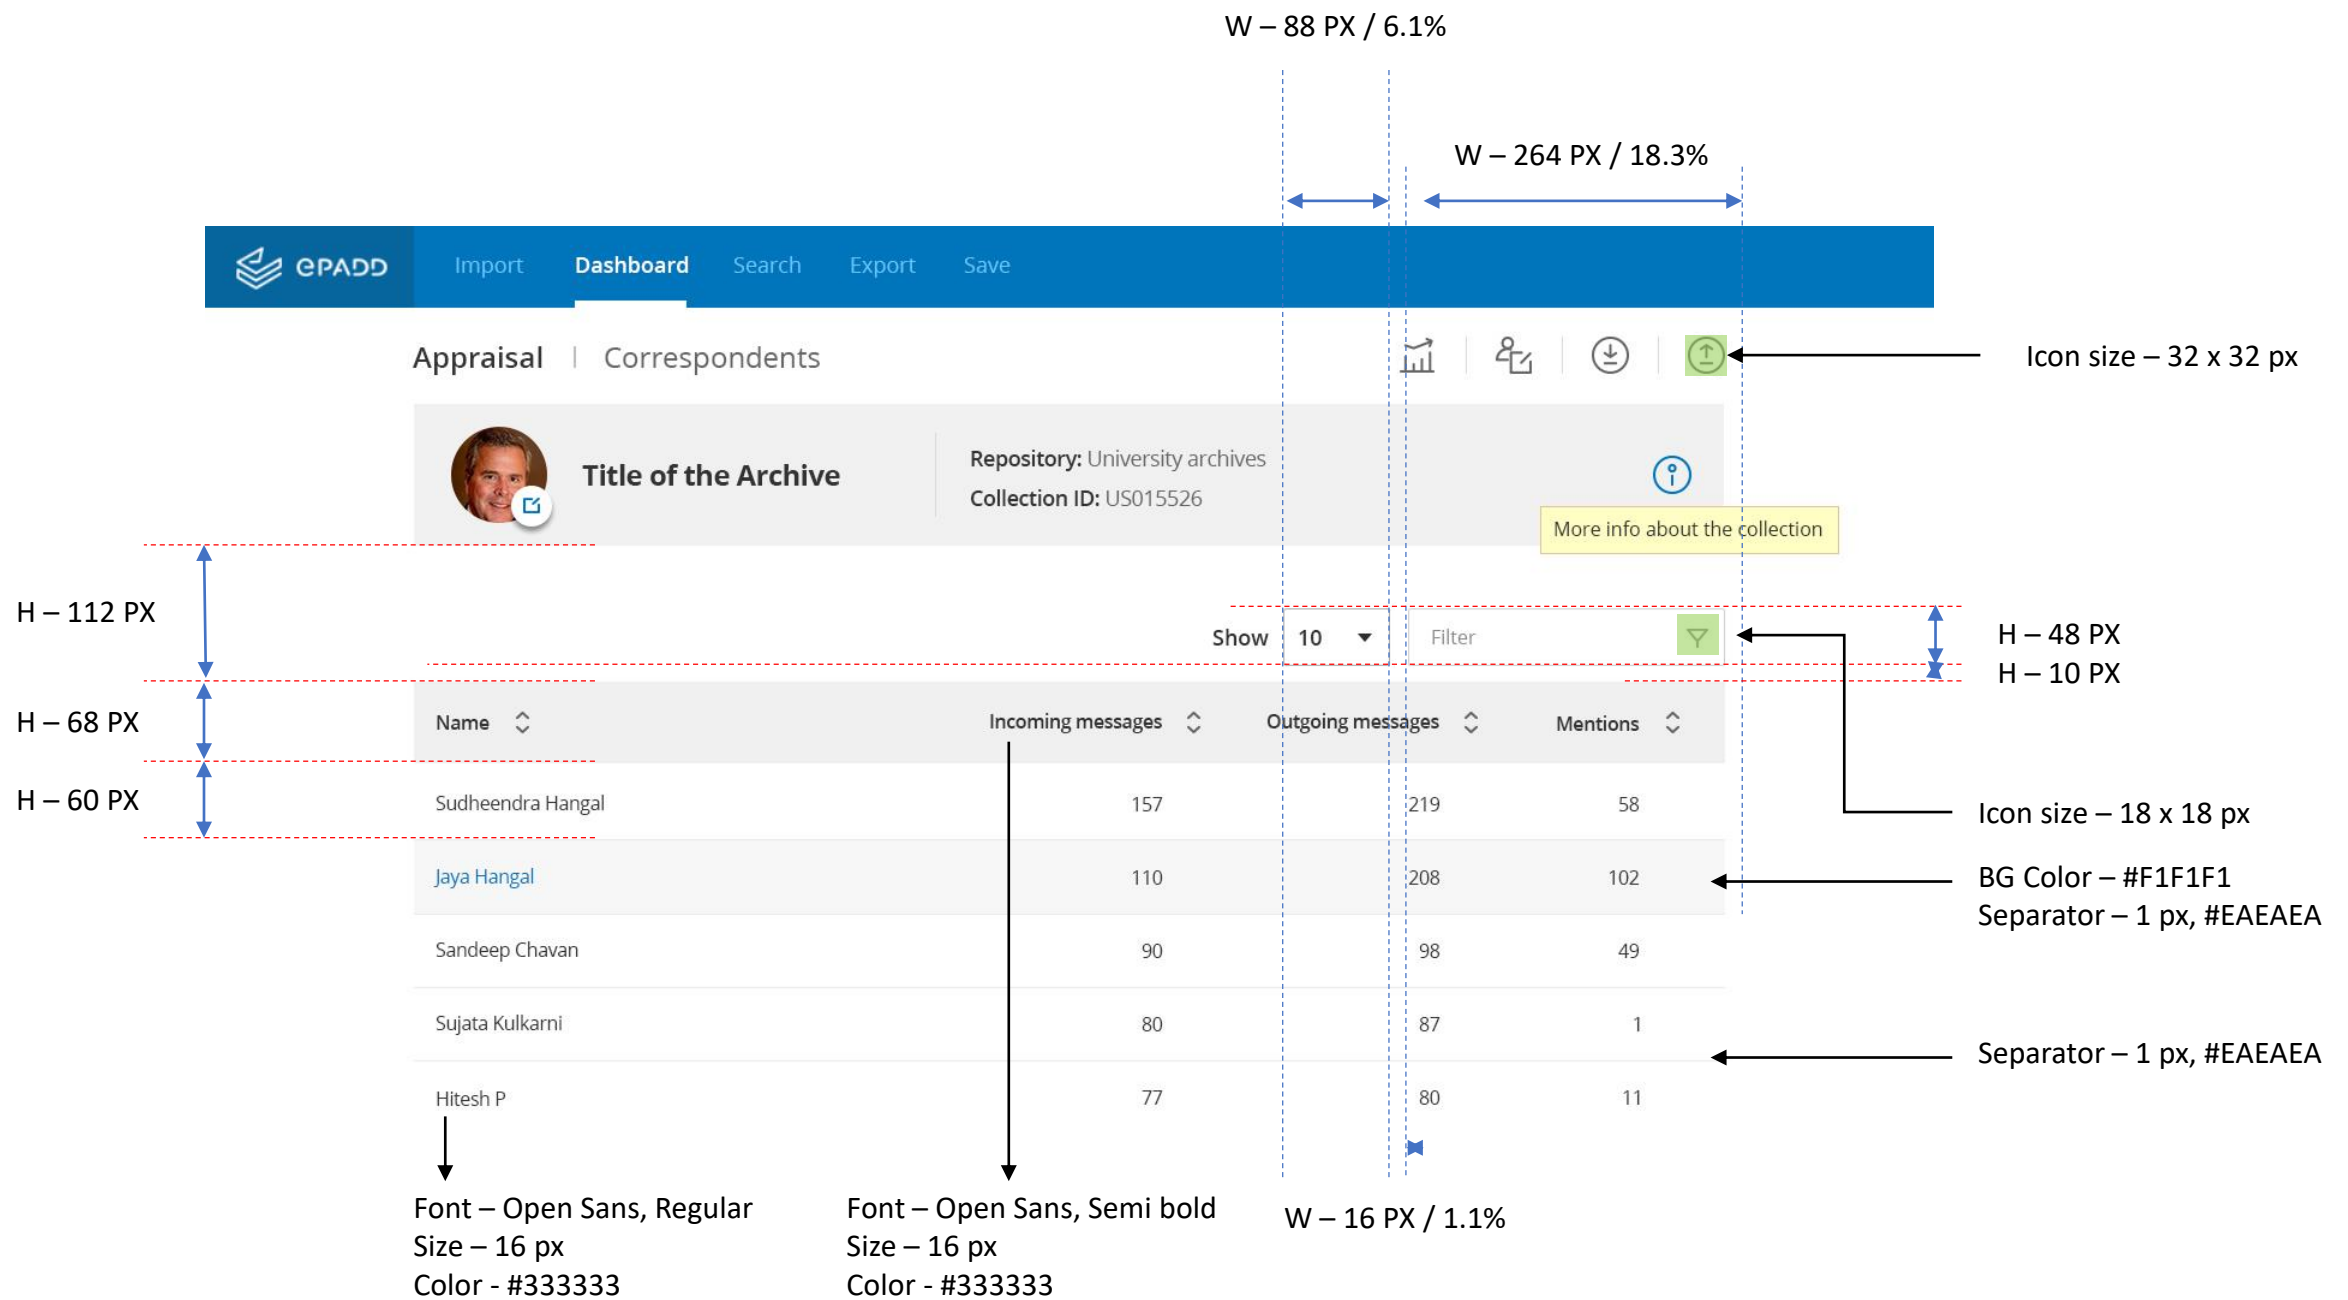 W – 88 PX / 6.1%
W – 264 PX / 18.3%
ePADD Import Dashboard Search Export Save
Appraisal | Correspondents
Icon size – 32 x 32 px
Title of the Archive
Repository: University archives
Collection ID: US015526
More info about the collection
H – 112 PX
Show 10 Filter
H – 48 PX
H – 10 PX
H – 68 PX
Name Incoming messages Outgoing messages Mentions
H – 60 PX
Sudheendra Hangal 157 219 58
Icon size – 18 x 18 px
Jaya Hangal 110 208 102
BG Color – #F1F1F1
Separator – 1 px, #EAEAEA
Sandeep Chavan 90 98 49
Sujata Kulkarni 80 87 1
Separator – 1 px, #EAEAEA
Hitesh P 77 80 11
Font – Open Sans, Regular
Size – 16 px
Color - #333333
Font – Open Sans, Semi bold
Size – 16 px
Color - #333333
W – 16 PX / 1.1%